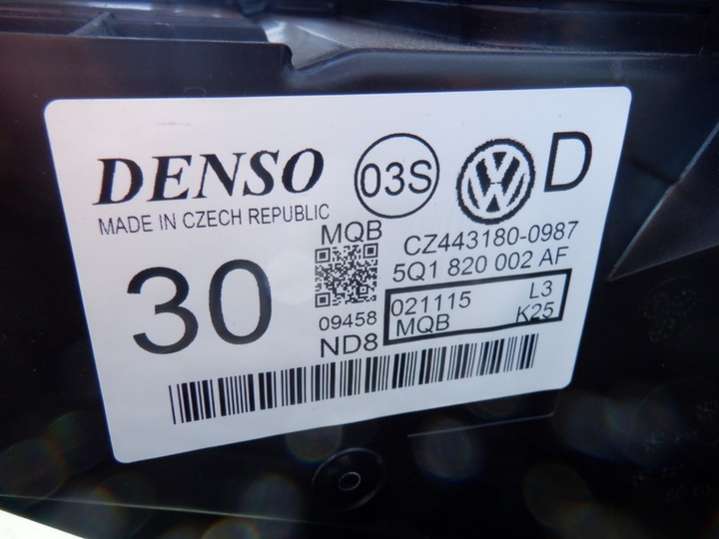 DENSO
03S
VW
D
MADE IN CZECH REPUBLIC
MQB
CZ443180-0987
5Q1 820 002 AF
30
021115 L3
MQB K25
09458
ND8